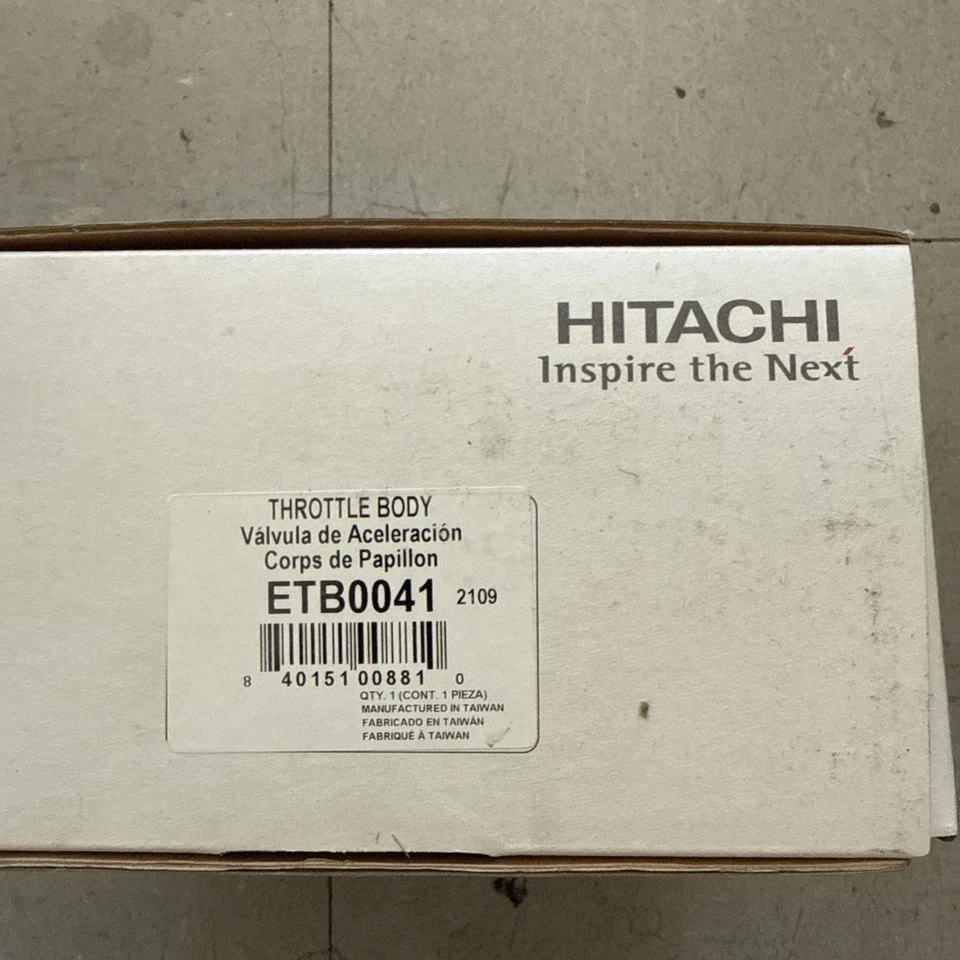 HITACHI
Inspire the Next
THROTTLE BODY
Válvula de Aceleración
Corps de Papillon
ETB0041 2109
8 40151 00881 0
QTY. 1 (CONT. 1 PIEZA)
MANUFACTURED IN TAIWAN
FABRICADO EN TAIWÁN
FABRIQUÉ À TAIWAN